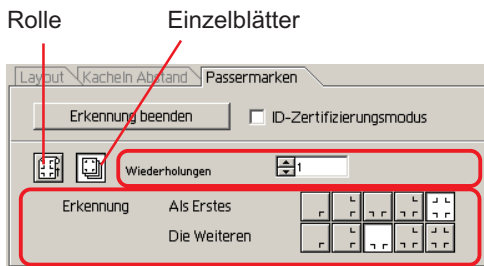 Rolle Einzelblätter
Layout Kacheln Abstand Passermarken
Erkennung beenden ID-Zertifizierungsmodus
Wiederholungen 1
Erkennung Als Erstes
Die Weiteren